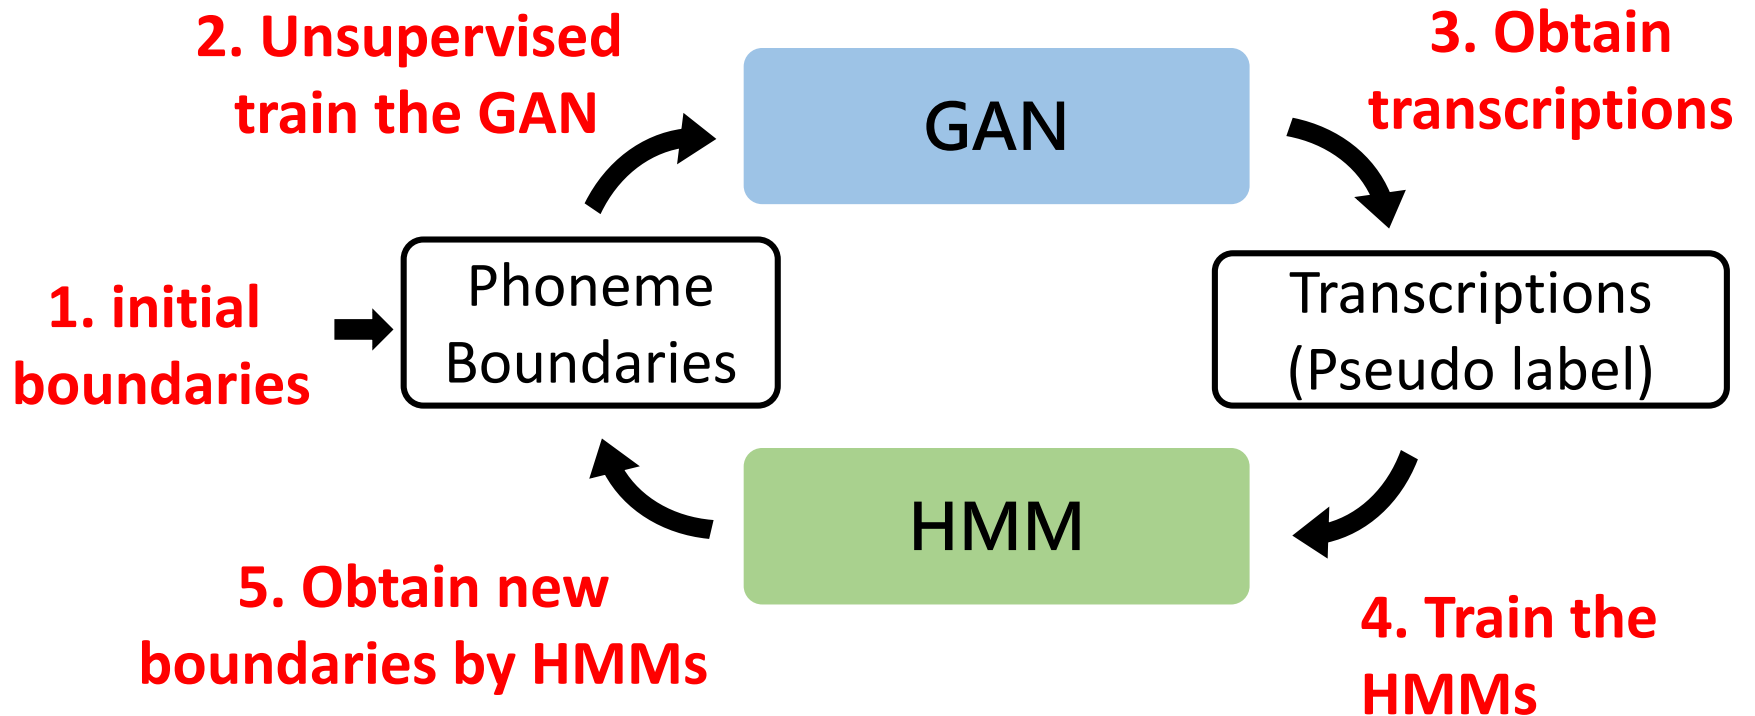 2. Unsupervised
train the GAN
GAN
3. Obtain
transcriptions
1. initial
boundaries
Phoneme
Boundaries
Transcriptions
(Pseudo label)
HMM
5. Obtain new
boundaries by HMMs
4. Train the
HMMs